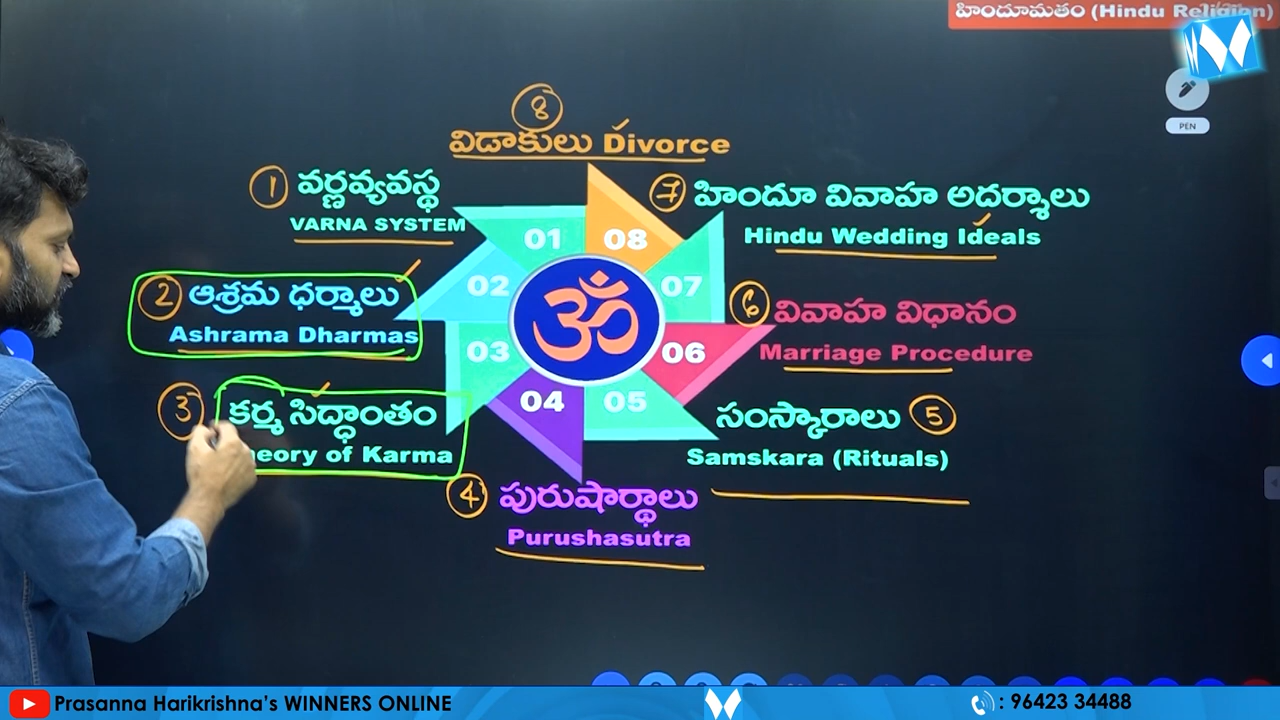 హిందూమతం (Hindu Religion)
PEN
8
విడాకులు Divorce
1 వర్ణవ్యవస్థ
VARNA SYSTEM
2 ఆశ్రమ ధర్మాలు
Ashrama Dharmas
3 కర్మ సిద్ధాంతం
heory of Karma
4 పురుషార్థాలు
Purushasutra
సంస్కారాలు 5
Samskara (Rituals)
6 వివాహ విధానం
Marriage Procedure
7 హిందూ వివాహ అదర్శాలు
Hindu Wedding Ideals
01 08
02 07
03 06
04 05
ॐ
Prasanna Harikrishna's WINNERS ONLINE
W
: 96423 34488